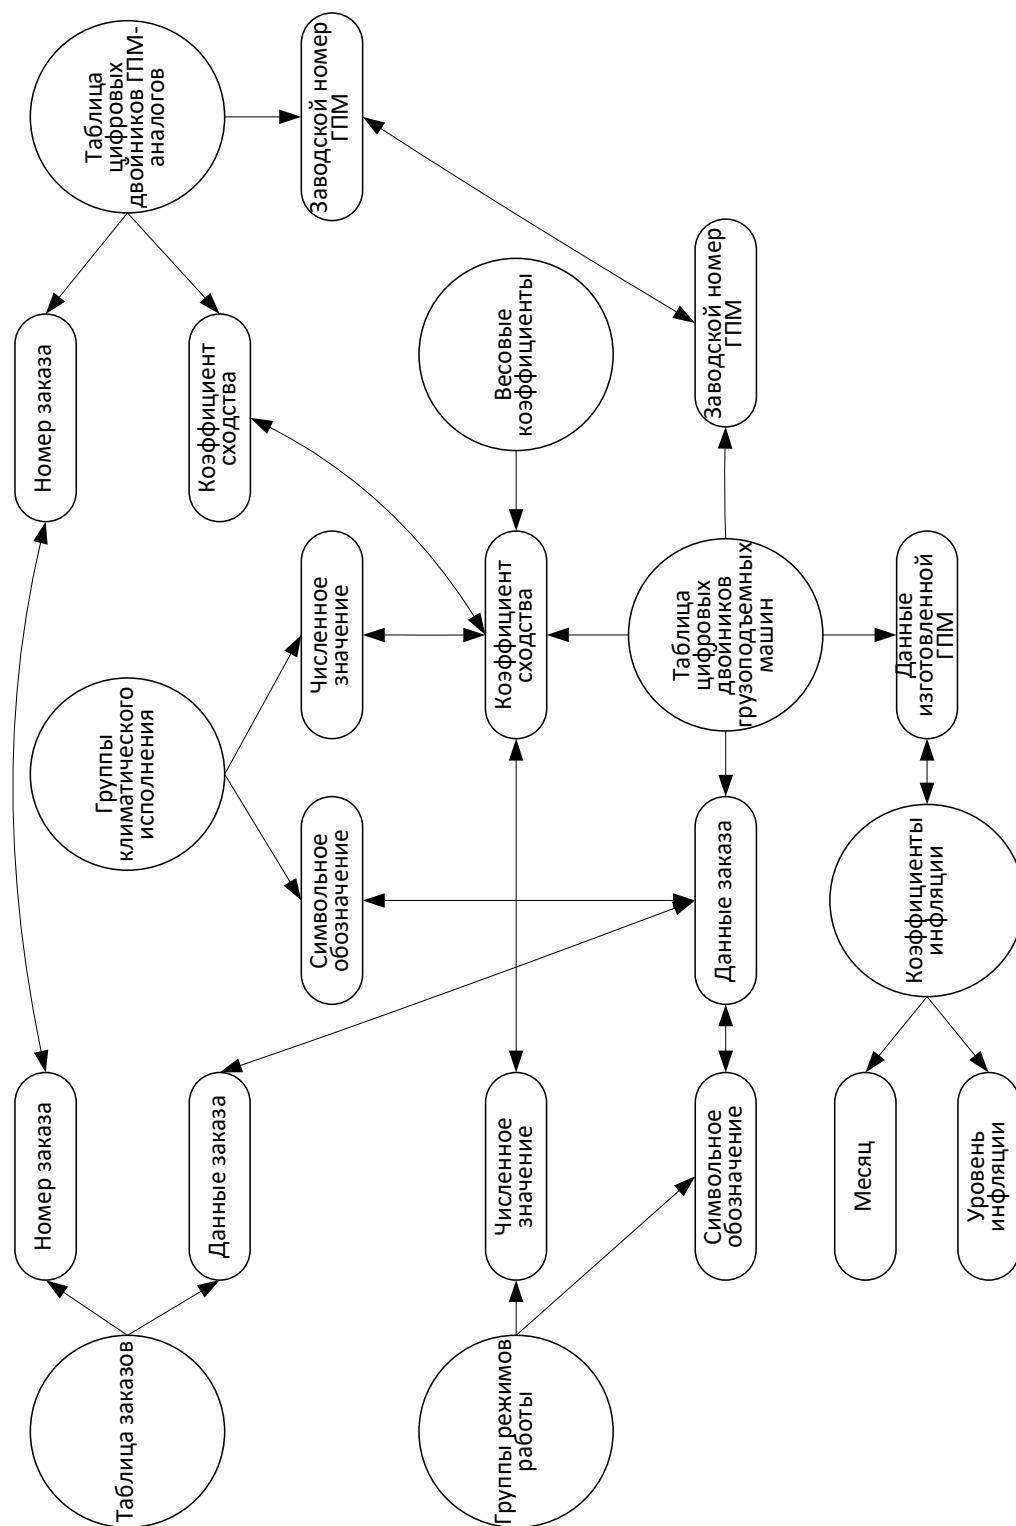 Таблица заказов
Номер заказа
Данные заказа
Номер заказа
Коэффициент
сходства
Таблица
цифровых
двойников ГПМ-
аналогов
Заводской номер
ГПМ
Группы
климатического
исполнения
Символьное
обозначение
Численное
значение
Группы режимов
работы
Численное
значение
Символьное
обозначение
Коэффициент
сходства
Весовые
коэффициенты
Данные заказа
Таблица
цифровых
двойников
грузоподъемных
машин
Заводской номер
ГПМ
Месяц
Уровень
инфляции
Коэффициенты
инфляции
Данные
изготовленной
ГПМ